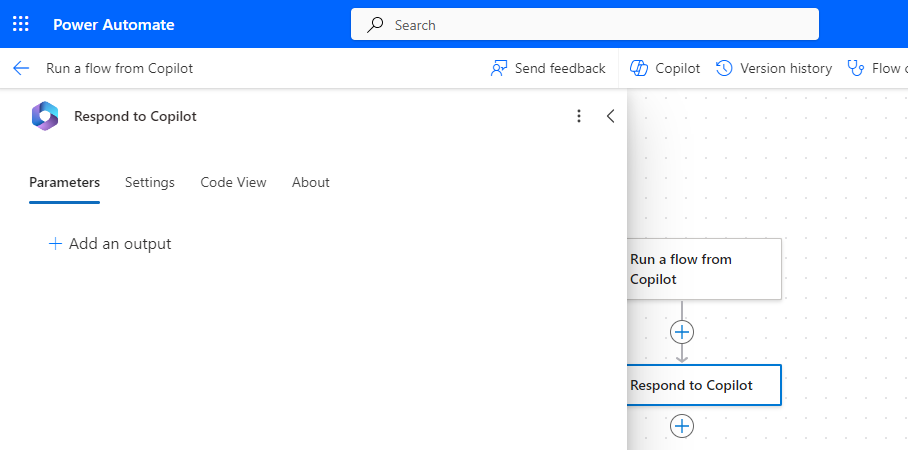 Power Automate
Search
Run a flow from Copilot
Send feedback
Copilot
Version history
Flow
Respond to Copilot
Parameters
Settings
Code View
About
Add an output
Run a flow from
Copilot
Respond to Copilot